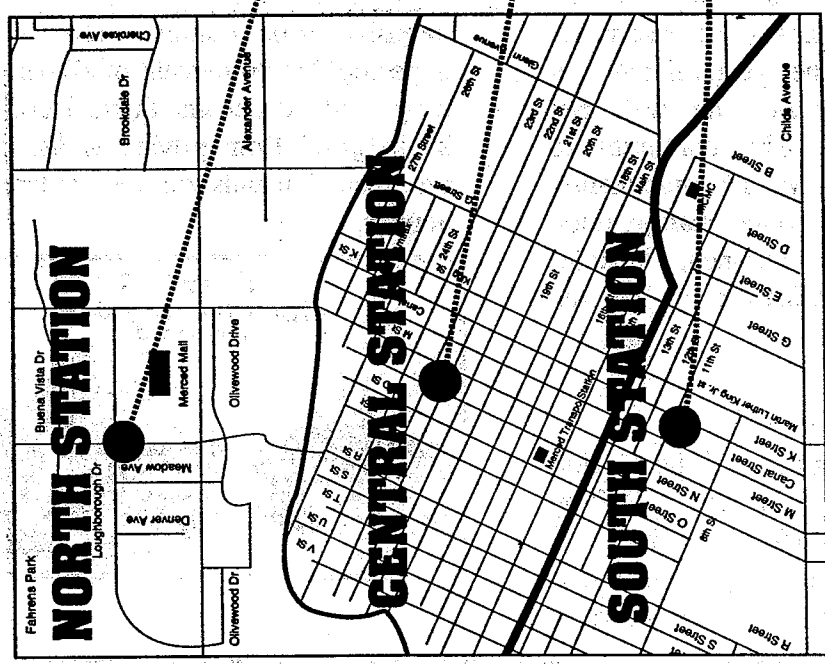 Fahrens Park
NORTH STATION
Buena Vista Dr
Loughborough Dr
Meadow Ave
Denver Ave
Merced Mall
Olivewood Drive
Olivewood Dr
Cherokee Ave
Brookdale Dr
Alexander Avenue
CENTRAL STATION
Glenn Avenue
26th St
27th Street
23rd St
22nd St
21st St
20th St
18th St
Main St
24th St
19th St
K St
M St
O St
R St
S St
T St
U St
V St
Merced Transpo Station
SOUTH STATION
13th St
11th St
8th St
Childs Avenue
B Street
D Street
E Street
G Street
Martin Luther King Jr. St
K Street
Canal Street
M Street
N Street
O Street
R Street
S Street